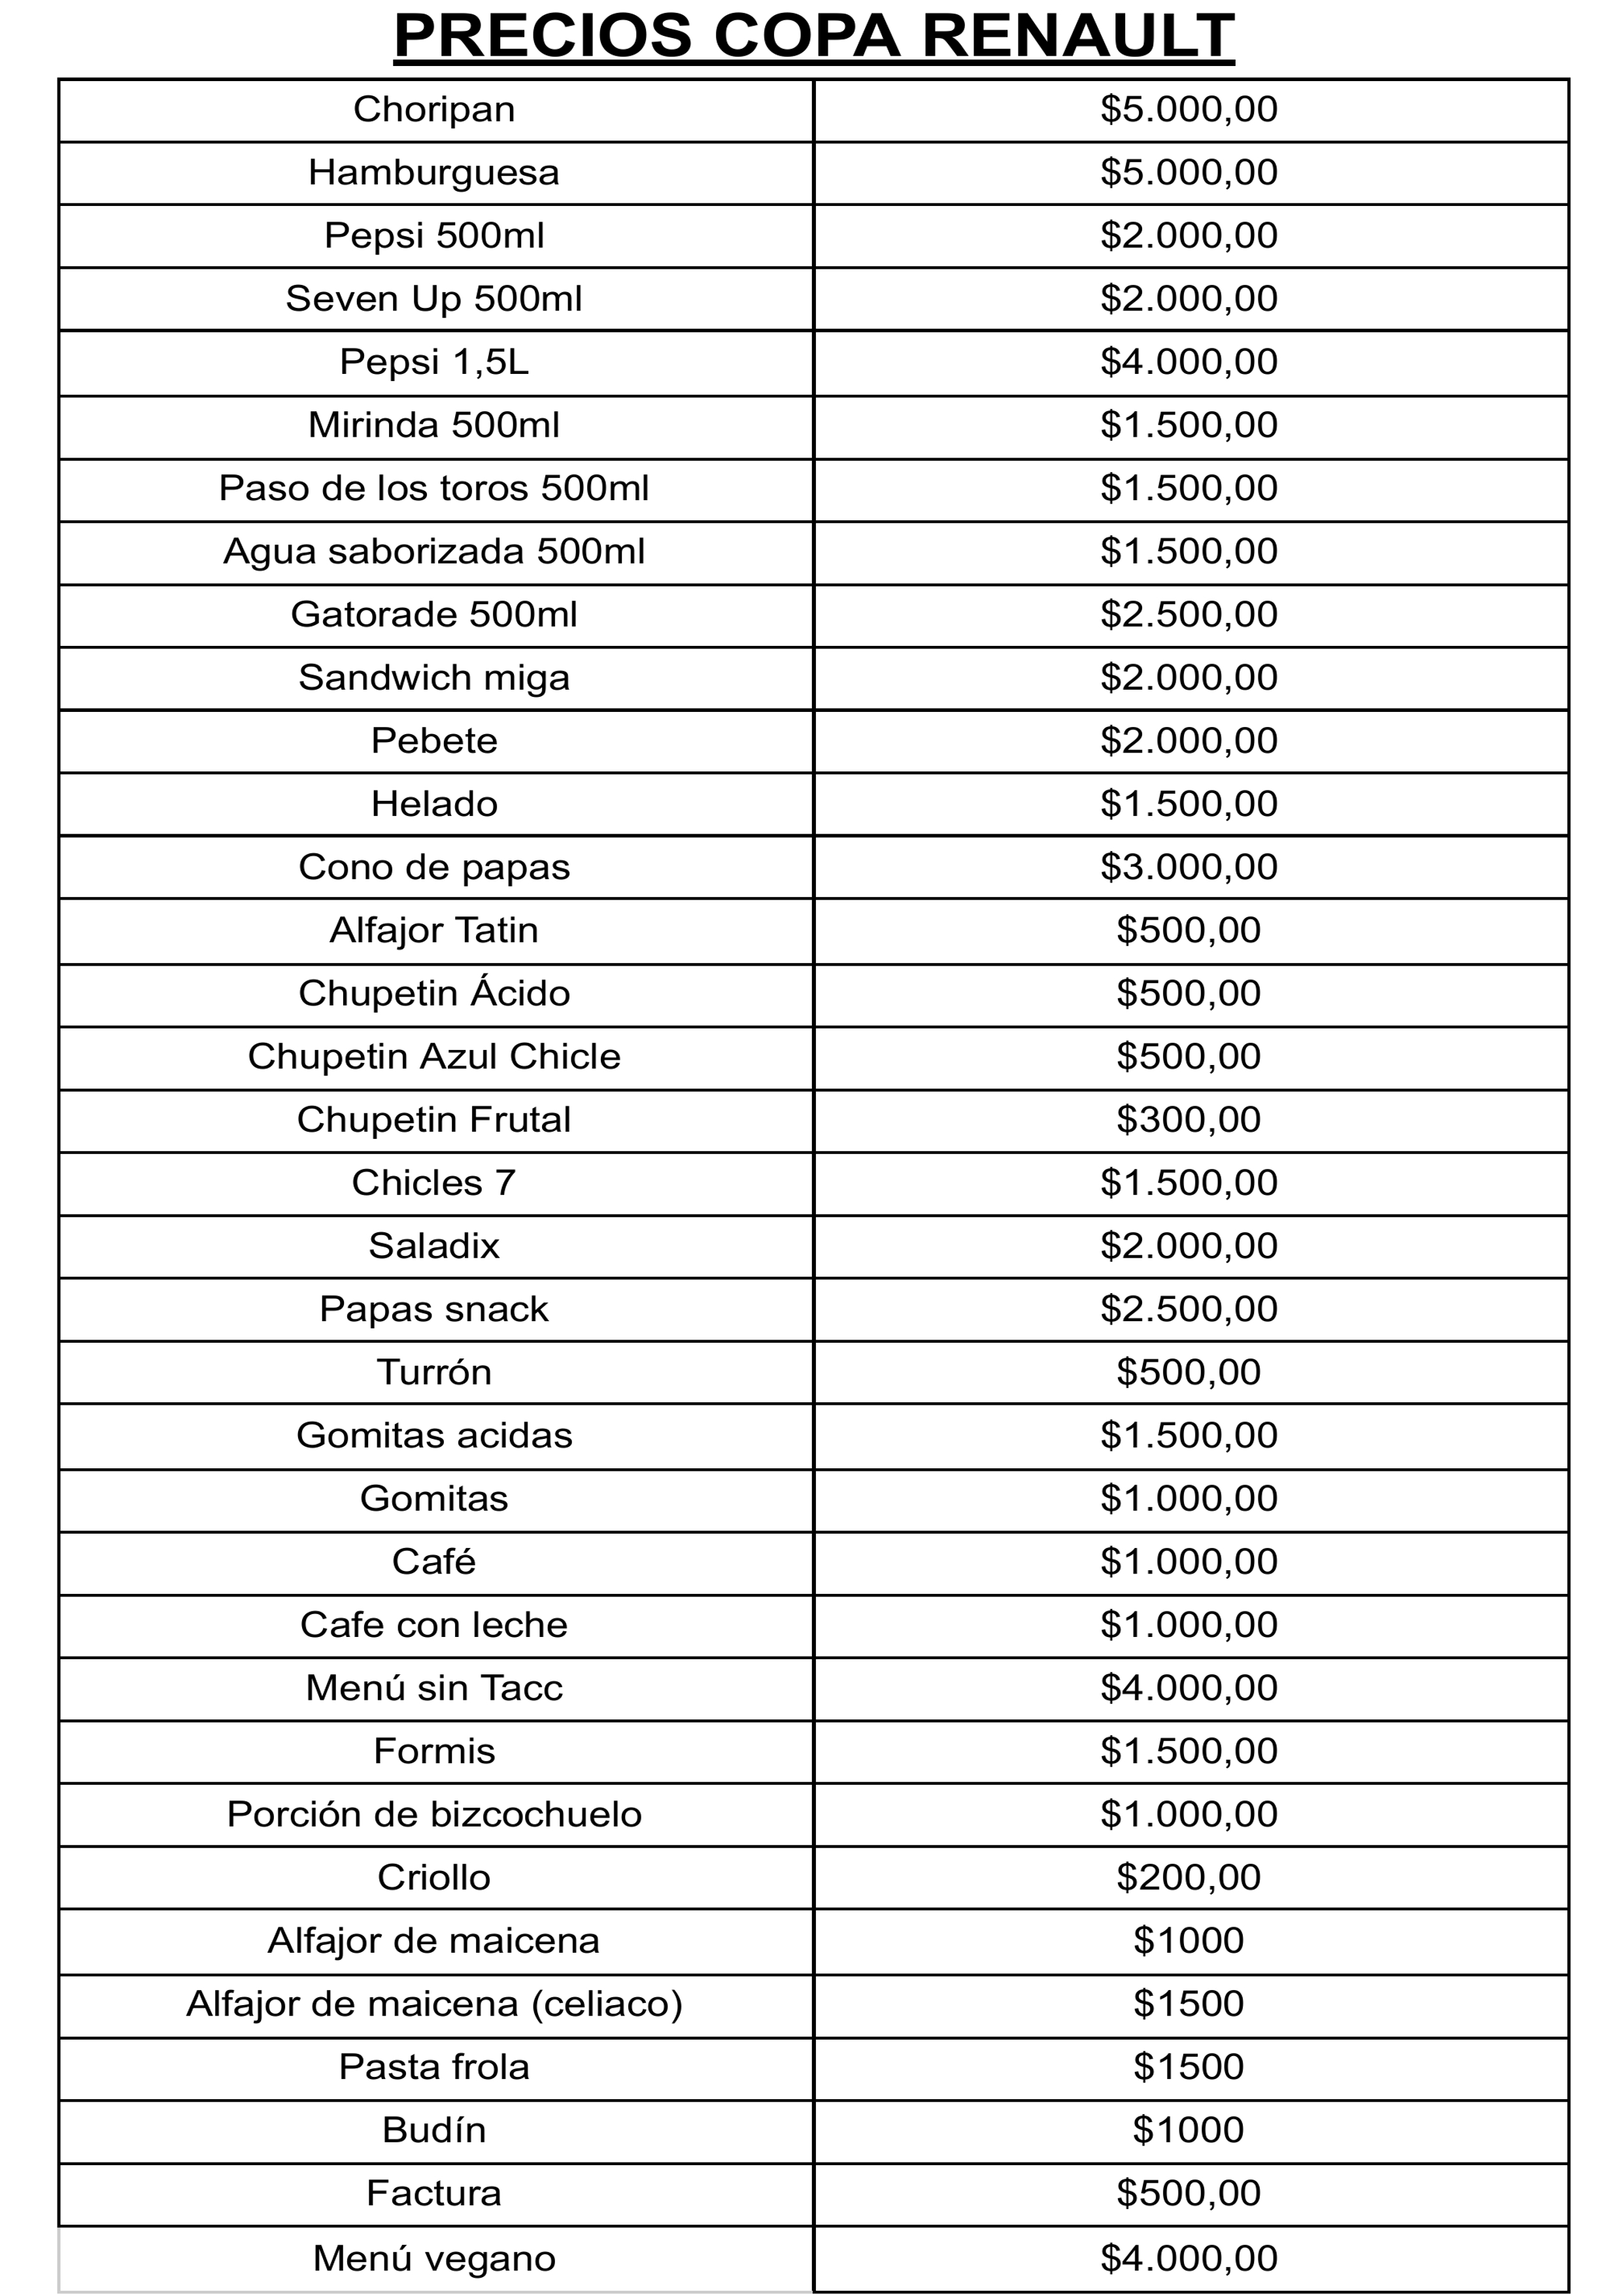 PRECIOS COPA RENAULT
Choripan $5.000,00
Hamburguesa $5.000,00
Pepsi 500ml $2.000,00
Seven Up 500ml $2.000,00
Pepsi 1,5L $4.000,00
Mirinda 500ml $1.500,00
Paso de los toros 500ml $1.500,00
Agua saborizada 500ml $1.500,00
Gatorade 500ml $2.500,00
Sandwich miga $2.000,00
Pebete $2.000,00
Helado $1.500,00
Cono de papas $3.000,00
Alfajor Tatin $500,00
Chupetin Ácido $500,00
Chupetin Azul Chicle $500,00
Chupetin Frutal $300,00
Chicles 7 $1.500,00
Saladix $2.000,00
Papas snack $2.500,00
Turrón $500,00
Gomitas acidas $1.500,00
Gomitas $1.000,00
Café $1.000,00
Cafe con leche $1.000,00
Menú sin Tacc $4.000,00
Formis $1.500,00
Porción de bizcochuelo $1.000,00
Criollo $200,00
Alfajor de maicena $1000
Alfajor de maicena (celiaco) $1500
Pasta frola $1500
Budín $1000
Factura $500,00
Menú vegano $4.000,00